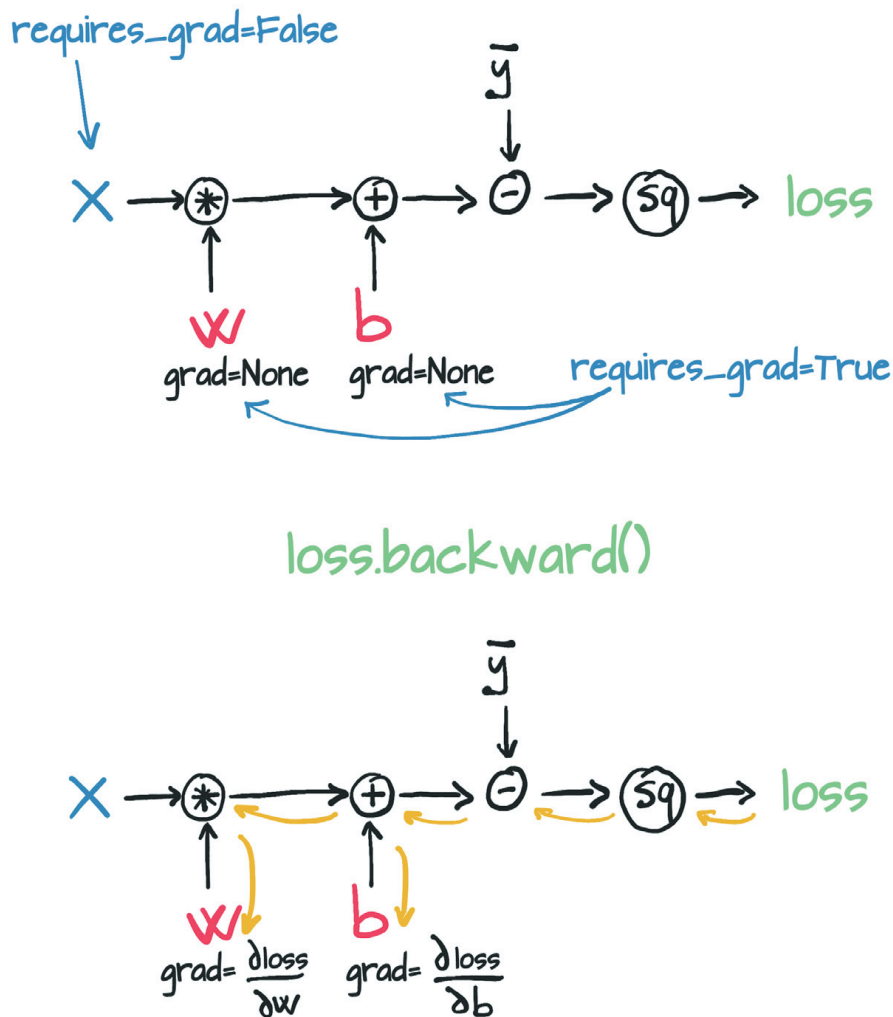 requires_grad=False
ȳ
X * + - sq loss
w b
grad=None grad=None requires_grad=True
loss.backward()
ȳ
X * + - sq loss
w b
grad= ∂loss/∂w grad= ∂loss/∂b